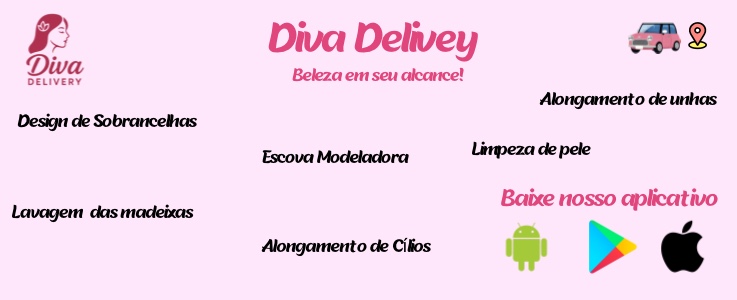 Diva
DELIVERY
Diva Delivey
Beleza em seu alcance!
Alongamento de unhas
Design de Sobrancelhas
Escova Modeladora
Limpeza de pele
Lavagem das madeixas
Baixe nosso aplicativo
Alongamento de Cílios